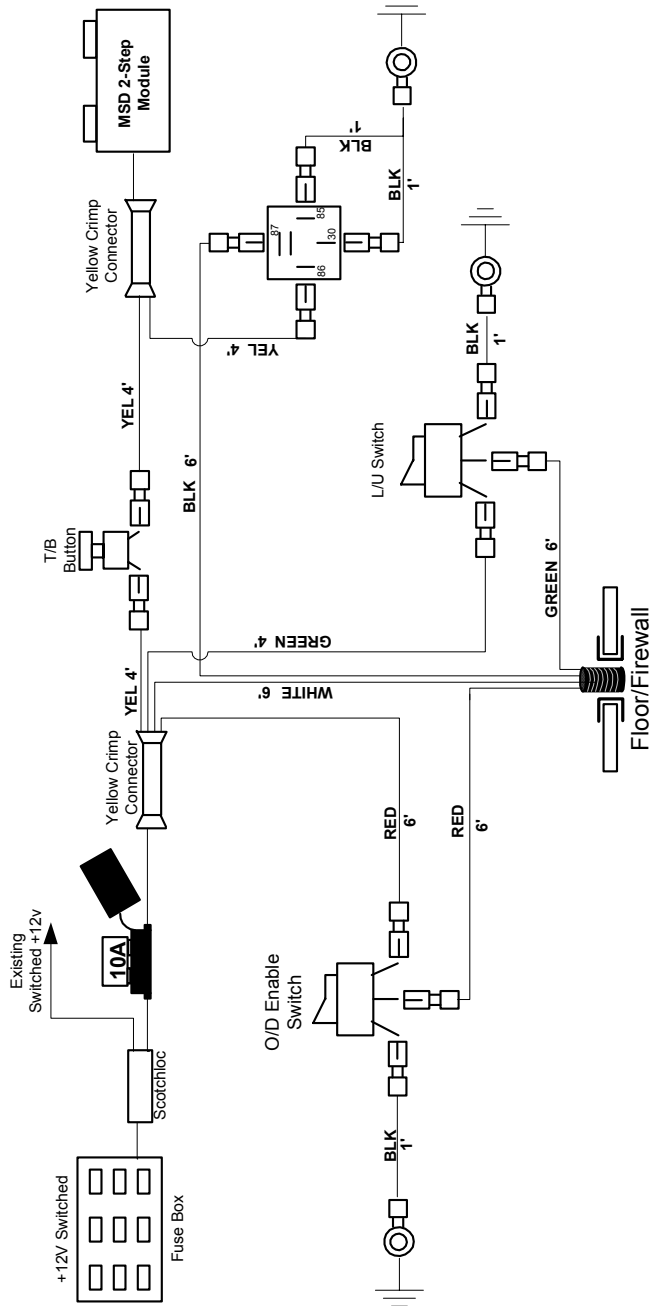 +12V Switched
Fuse Box
Scotchloc
Existing
Switched +12v
10A
Yellow Crimp
Connector
YEL 4'
T/B
Button
YEL 4'
Yellow Crimp
Connector
MSD 2-Step
Module
YEL 4'
87
86
85
30
BLK
1'
BLK
1'
BLK 6'
GREEN 4'
WHITE 6'
L/U Switch
BLK
1'
GREEN 6'
RED
6'
RED
6'
O/D Enable
Switch
BLK
1'
Floor/Firewall